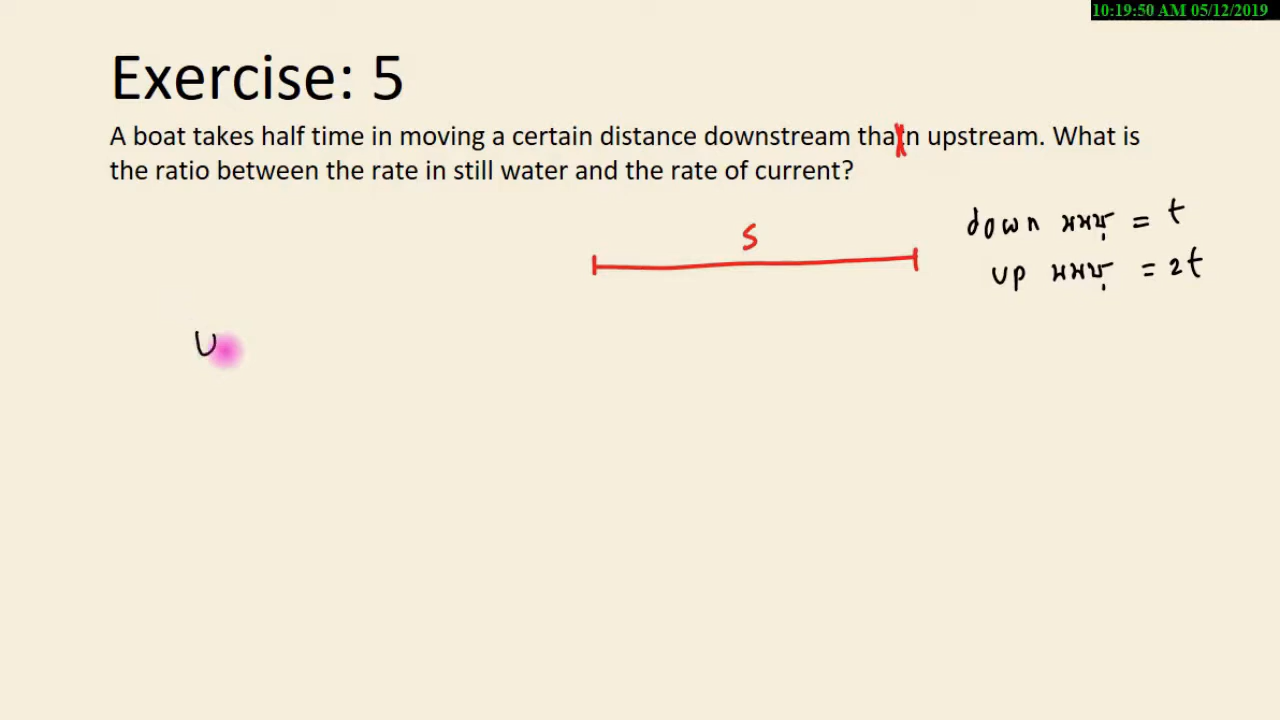 10:19:50 AM 05/12/2019
Exercise: 5
A boat takes half time in moving a certain distance downstream than upstream. What is
the ratio between the rate in still water and the rate of current?
S
down সময় = t
up সময় = 2t
U